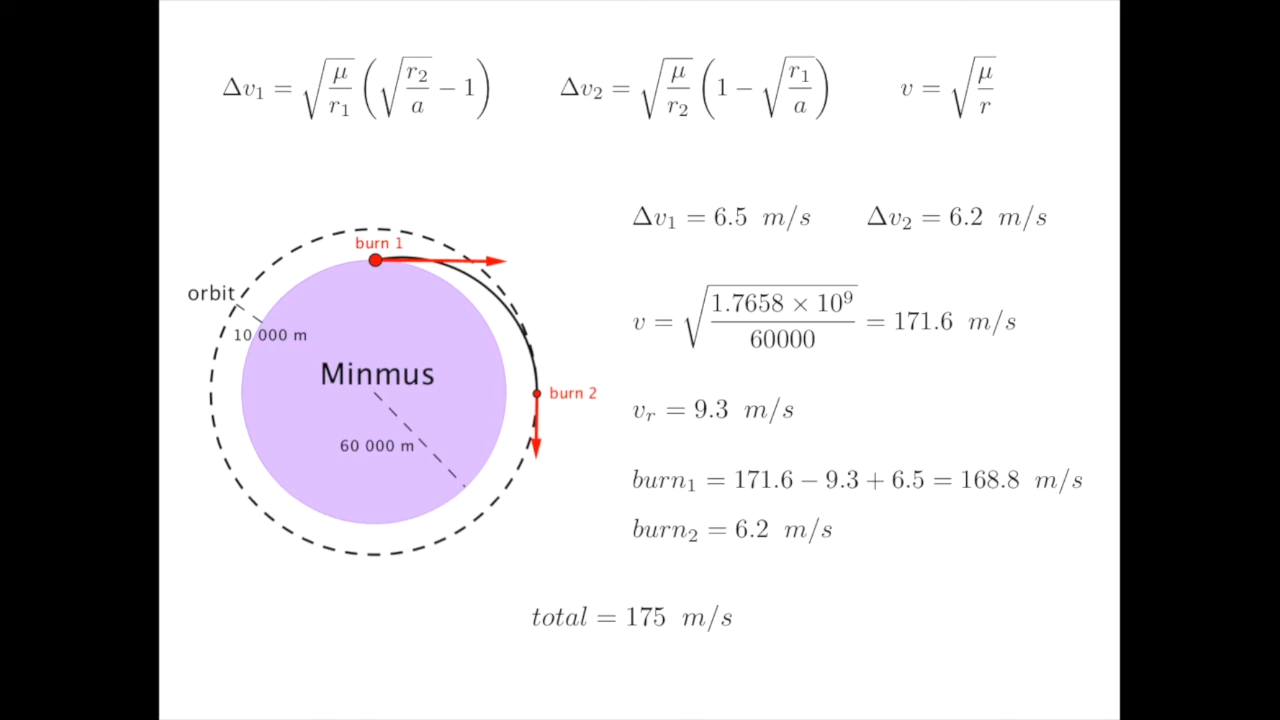 Δv₁ = √(μ/r₁) (√(r₂/a) − 1)   Δv₂ = √(μ/r₂) (1 − √(r₁/a))   v = √(μ/r)
Δv₁ = 6.5 m/s   Δv₂ = 6.2 m/s
burn 1
orbit
10 000 m
v = √(1.7658 × 10⁹/60000) = 171.6 m/s
Minmus
burn 2
60 000 m
vᵣ = 9.3 m/s
burn₁ = 171.6 − 9.3 + 6.5 = 168.8 m/s
burn₂ = 6.2 m/s
total = 175 m/s